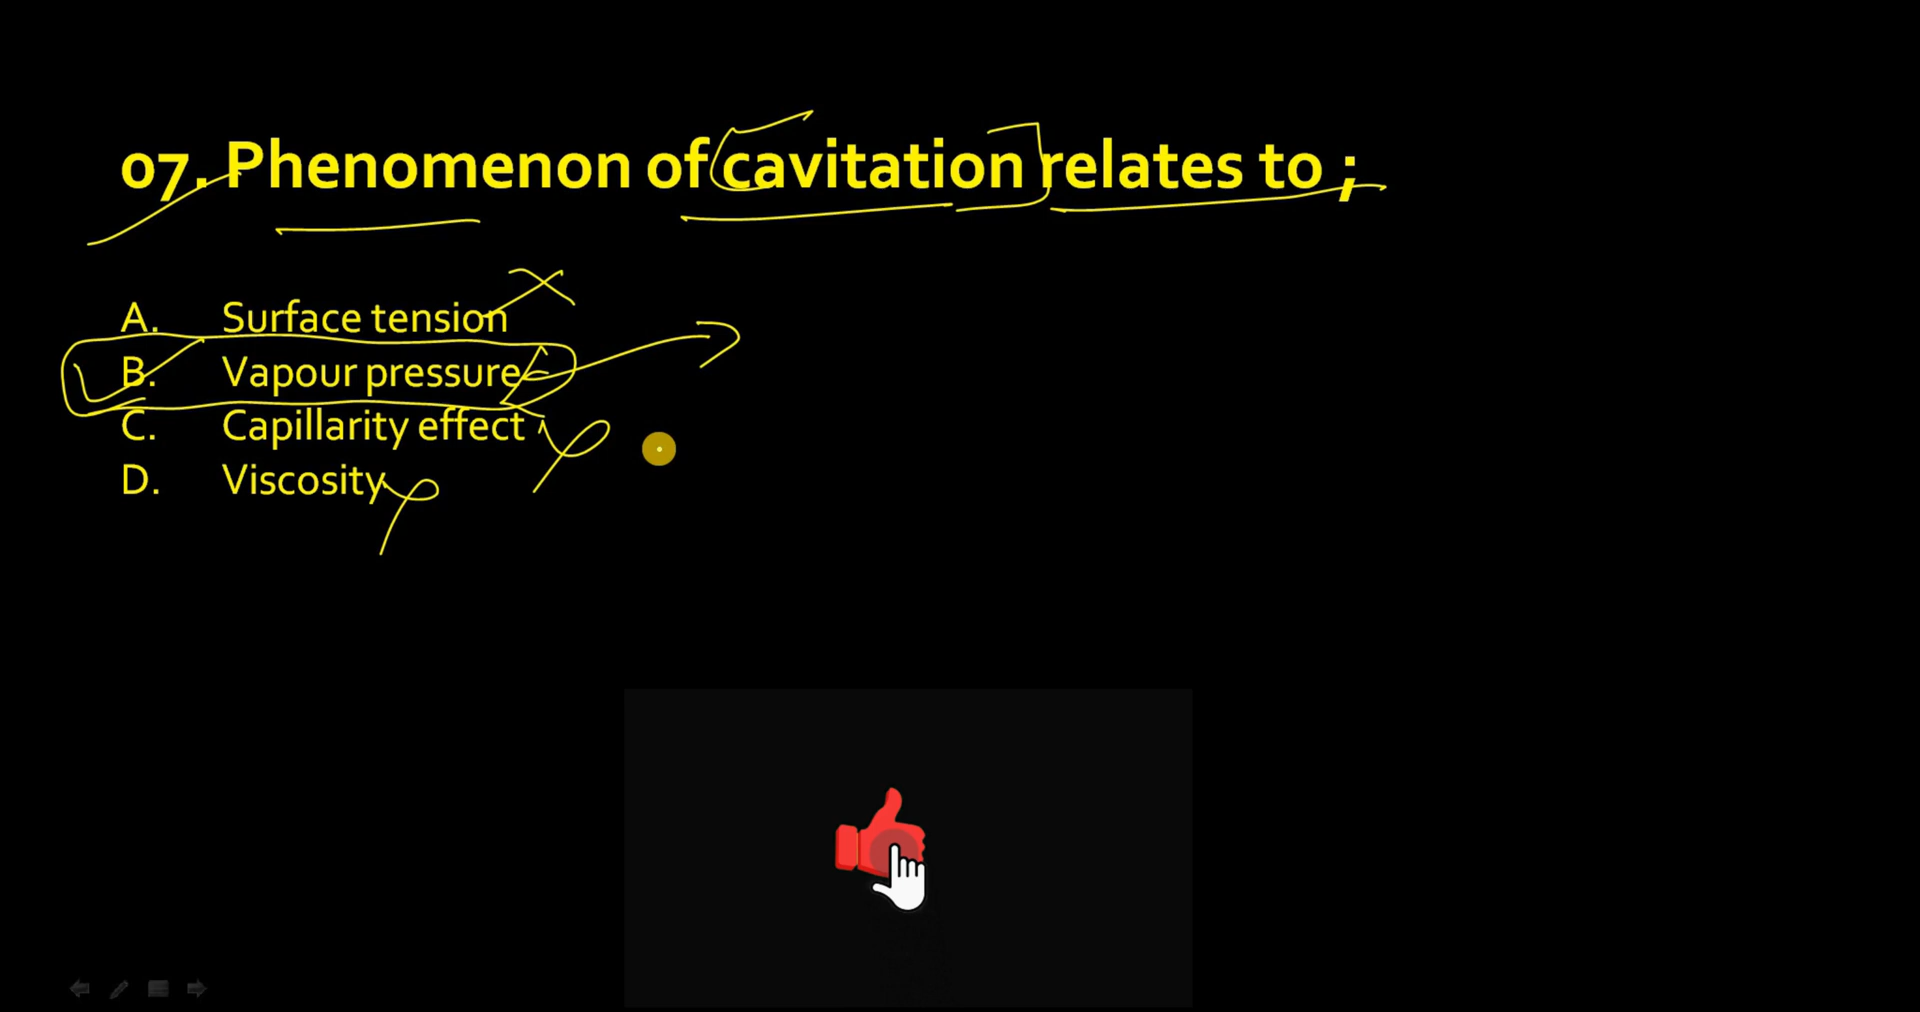 07. Phenomenon of cavitation relates to ;
A. Surface tension
B. Vapour pressure
C. Capillarity effect
D. Viscosity